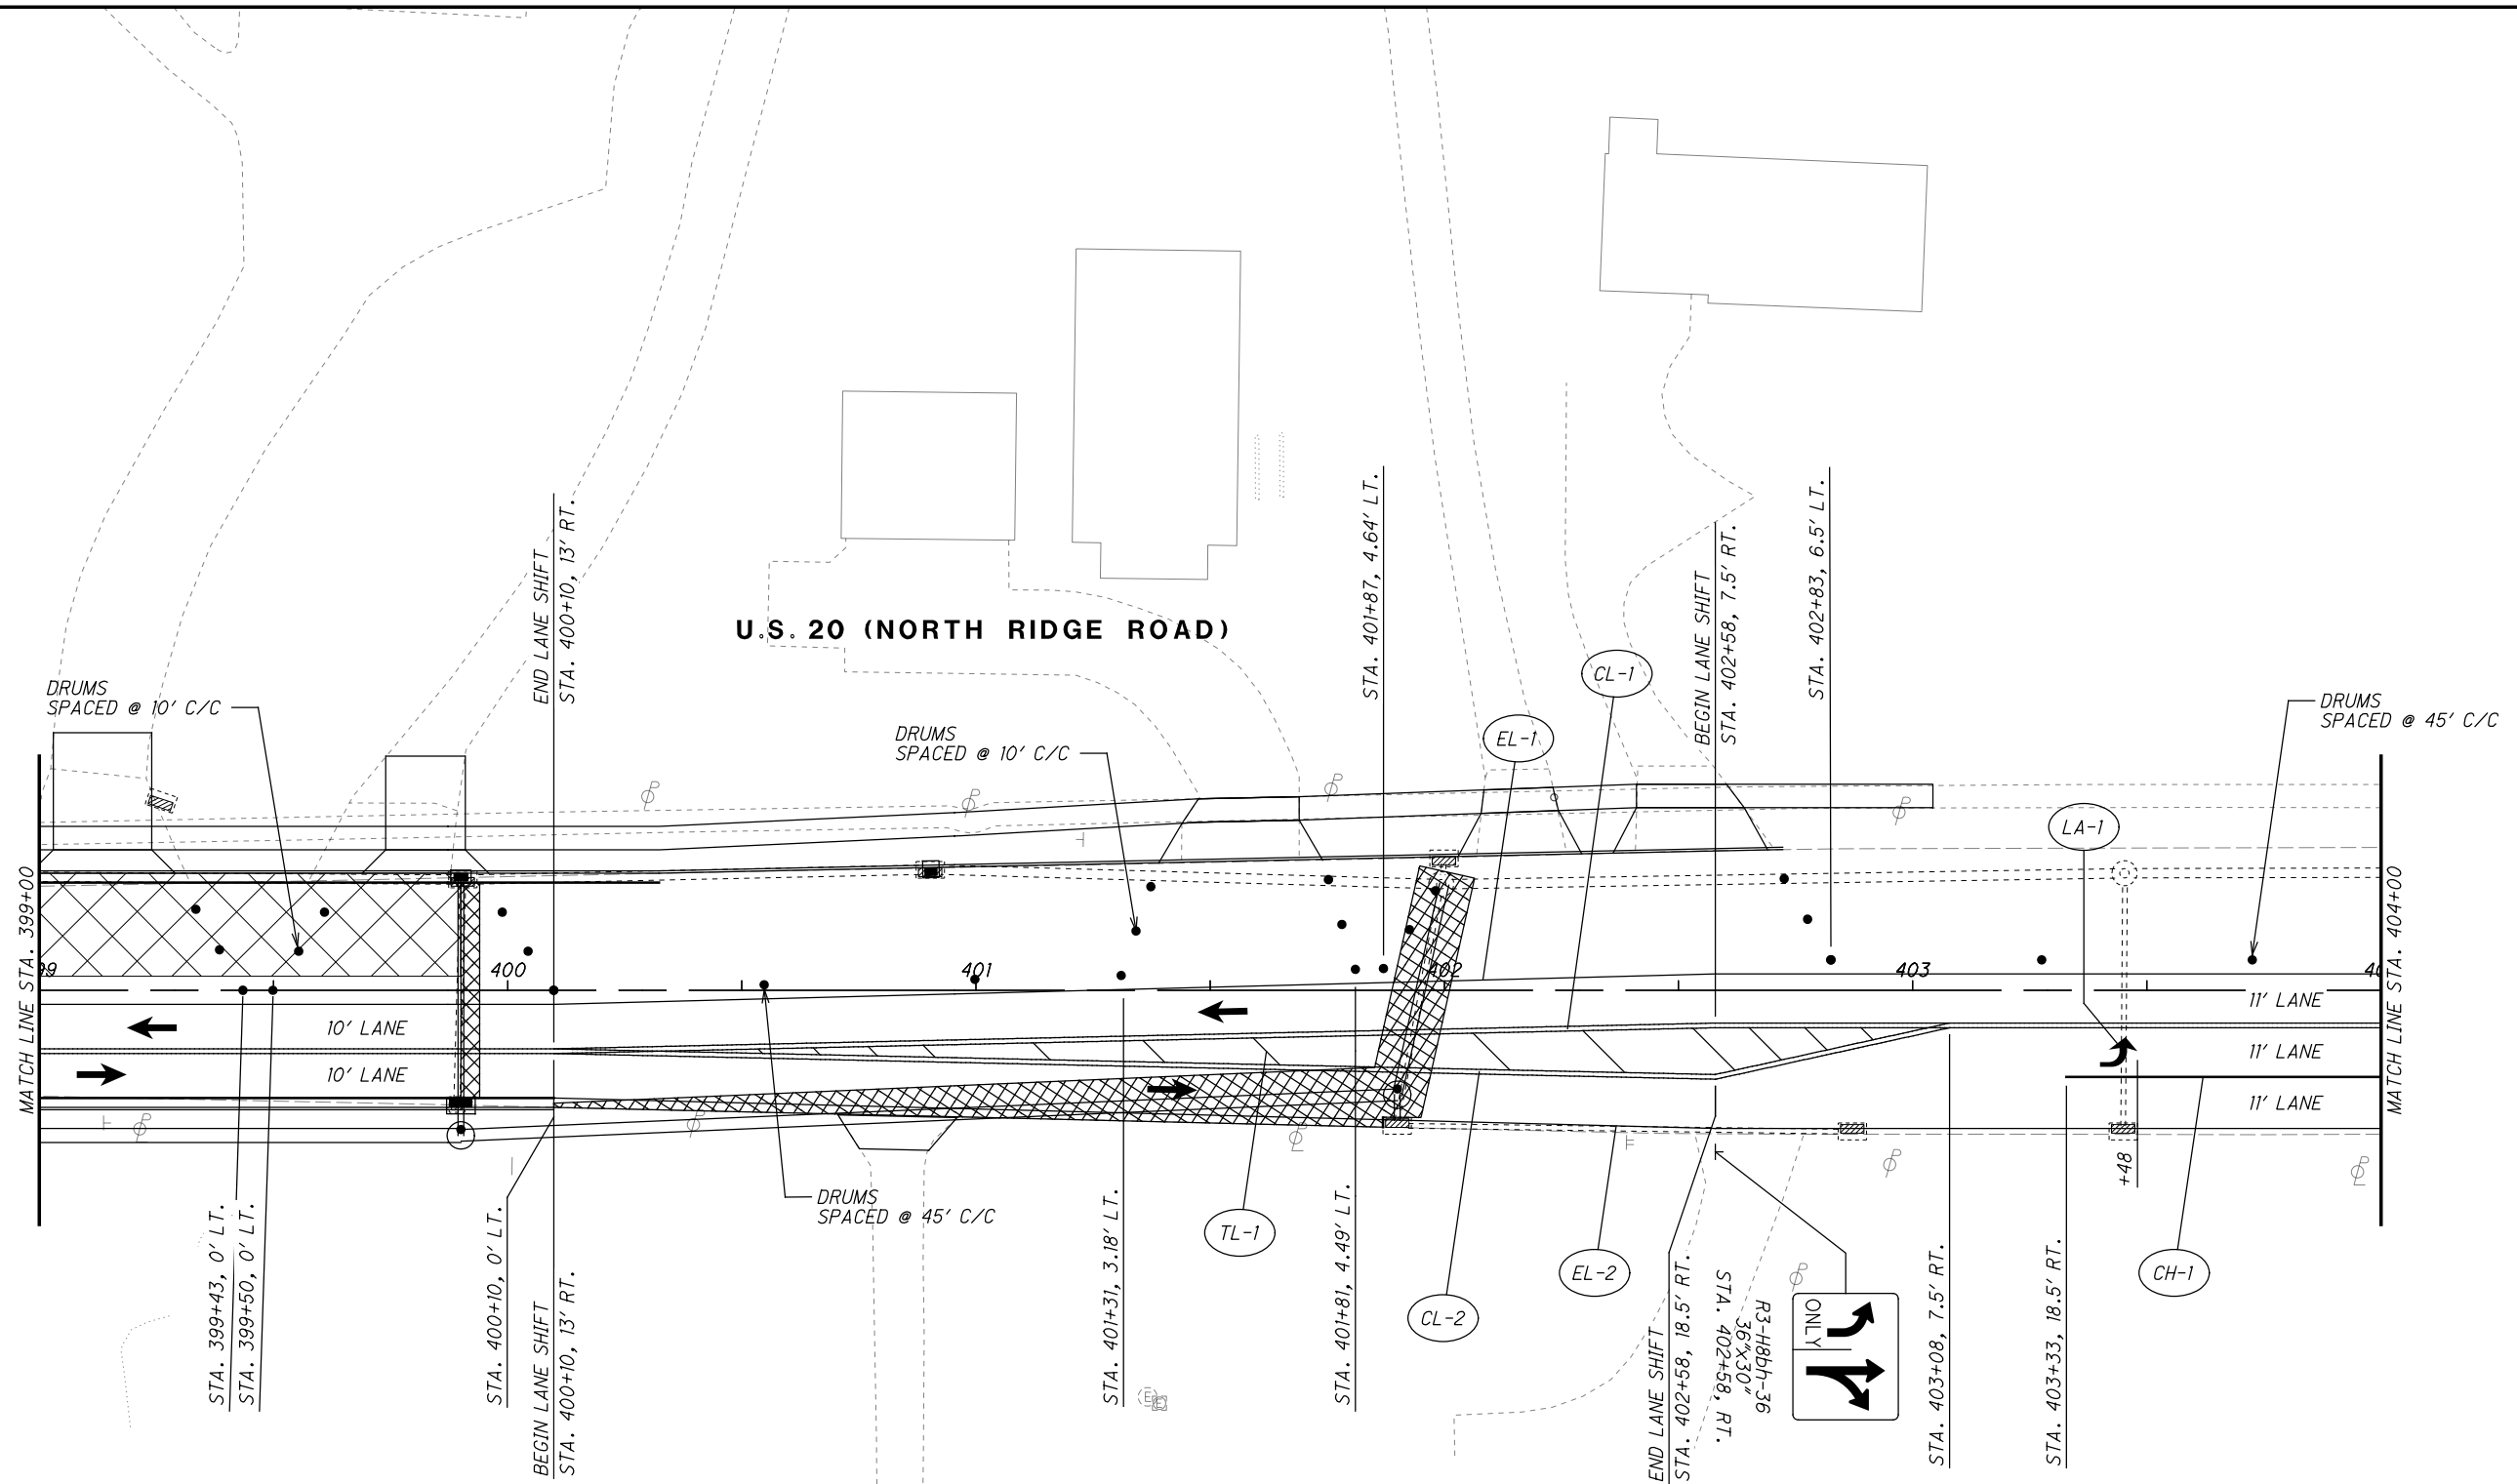 U.S. 20 (NORTH RIDGE ROAD)
END LANE SHIFT
STA. 400+10, 13' RT.
STA. 401+87, 4.64' LT.
BEGIN LANE SHIFT
STA. 402+58, 7.5' RT.
STA. 402+83, 6.5' LT.
DRUMS
SPACED @ 10' C/C
DRUMS
SPACED @ 10' C/C
EL-1
CL-1
DRUMS
SPACED @ 45' C/C
LA-1
MATCH LINE STA. 399+00
MATCH LINE STA. 404+00
99
400
401
402
403
40
10' LANE
10' LANE
11' LANE
11' LANE
11' LANE
+48
DRUMS
SPACED @ 45' C/C
TL-1
CL-2
EL-2
CH-1
STA. 399+43, 0' LT.
STA. 399+50, 0' LT.
STA. 400+10, 0' LT.
BEGIN LANE SHIFT
STA. 400+10, 13' RT.
STA. 401+31, 3.18' LT.
STA. 401+81, 4.49' LT.
END LANE SHIFT
STA. 402+58, 18.5' RT.
R3-H8bh-36
36"x30"
STA. 402+58, RT.
ONLY
STA. 403+08, 7.5' RT.
STA. 403+33, 18.5' RT.
E
E